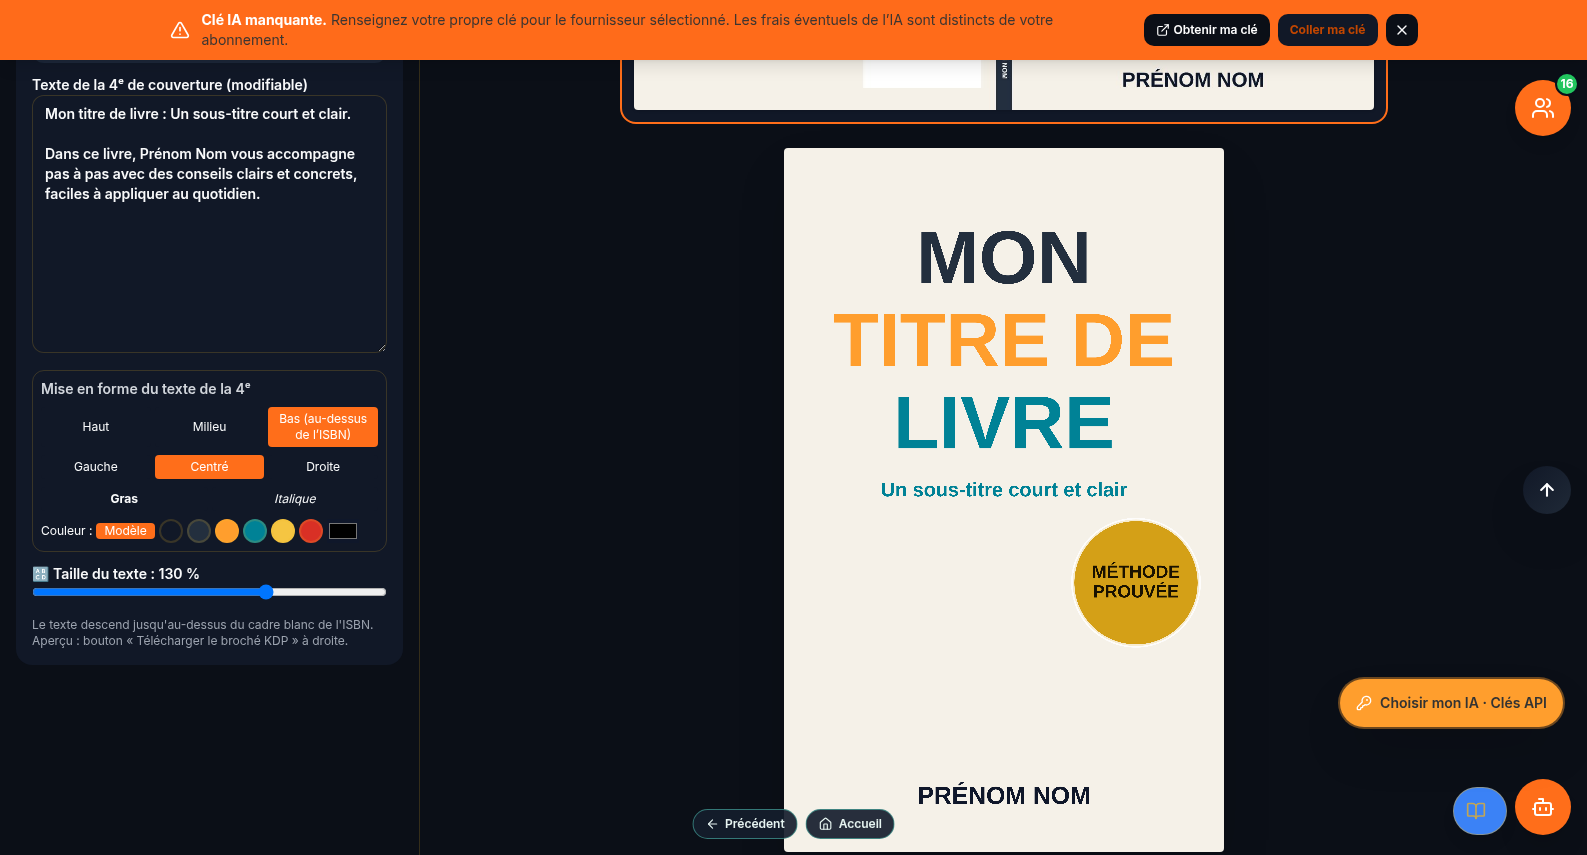 Clé IA manquante. Renseignez votre propre clé pour le fournisseur sélectionné. Les frais éventuels de l'IA sont distincts de votre
abonnement.
Obtenir ma clé
Coller ma clé
16
Texte de la 4ᵉ de couverture (modifiable)
Mon titre de livre : Un sous-titre court et clair.
Dans ce livre, Prénom Nom vous accompagne
pas à pas avec des conseils clairs et concrets,
faciles à appliquer au quotidien.
Mise en forme du texte de la 4ᵉ
Haut
Milieu
Bas (au-dessus
de l'ISBN)
Gauche
Centré
Droite
Gras
Italique
Couleur :
Modèle
🔠 Taille du texte : 130 %
Le texte descend jusqu'au-dessus du cadre blanc de l'ISBN.
Aperçu : bouton « Télécharger le broché KDP » à droite.
NOM
PRÉNOM NOM
MON
TITRE DE
LIVRE
Un sous-titre court et clair
MÉTHODE
PROUVÉE
PRÉNOM NOM
Précédent
Accueil
Choisir mon IA · Clés API